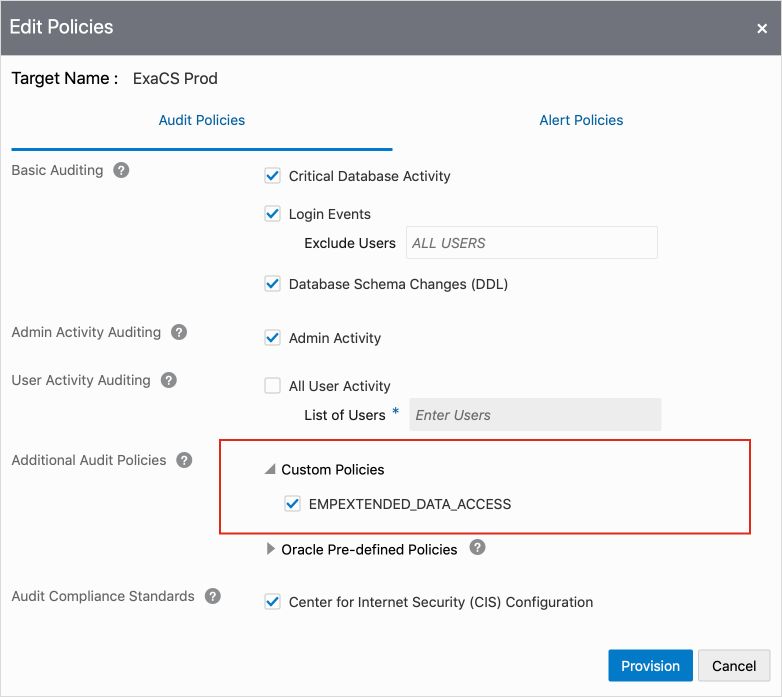 Edit Policies ×
Target Name : ExaCS Prod
Audit Policies Alert Policies
Basic Auditing ? Critical Database Activity
Login Events
Exclude Users ALL USERS
Database Schema Changes (DDL)
Admin Activity Auditing ? Admin Activity
User Activity Auditing ? All User Activity
List of Users * Enter Users
Additional Audit Policies ? Custom Policies
EMPEXTENDED_DATA_ACCESS
Oracle Pre-defined Policies ?
Audit Compliance Standards ? Center for Internet Security (CIS) Configuration
Provision Cancel